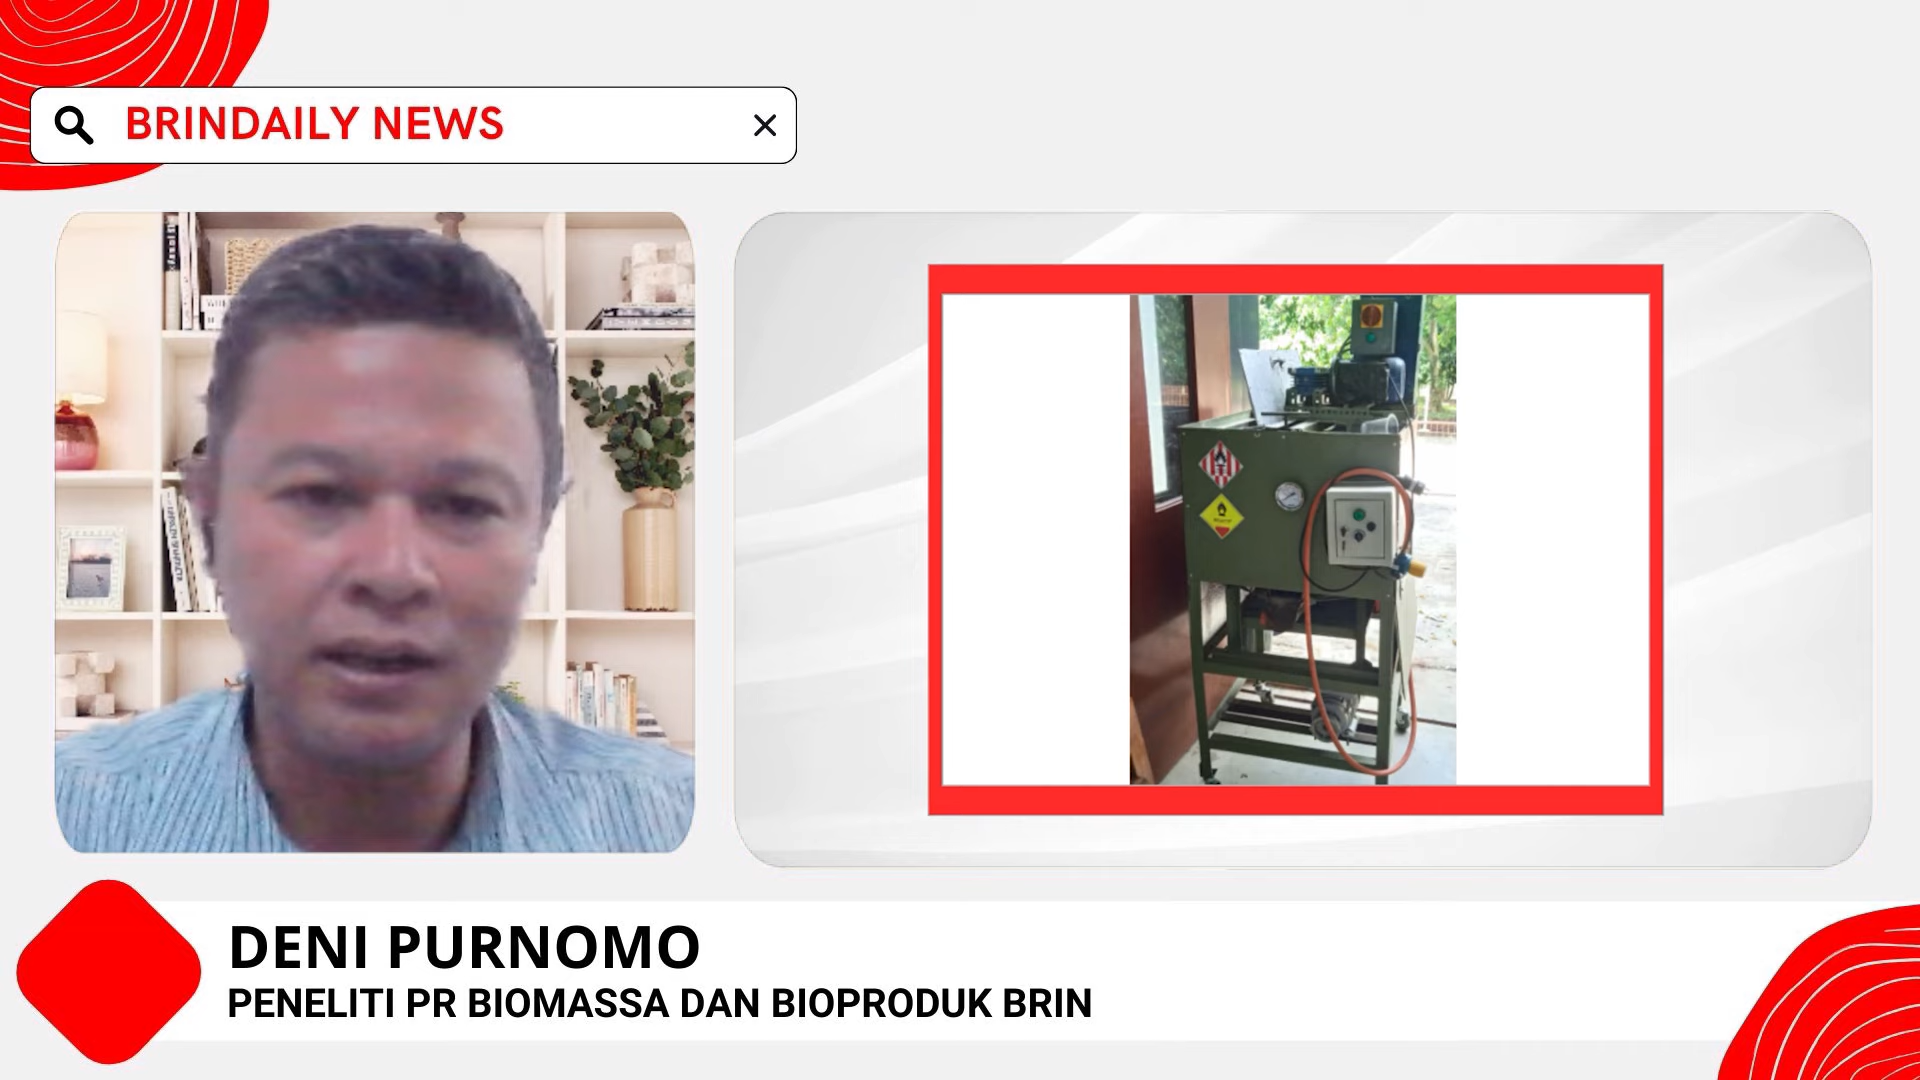 BRINDAILY NEWS
DENI PURNOMO
PENELITI PR BIOMASSA DAN BIOPRODUK BRIN